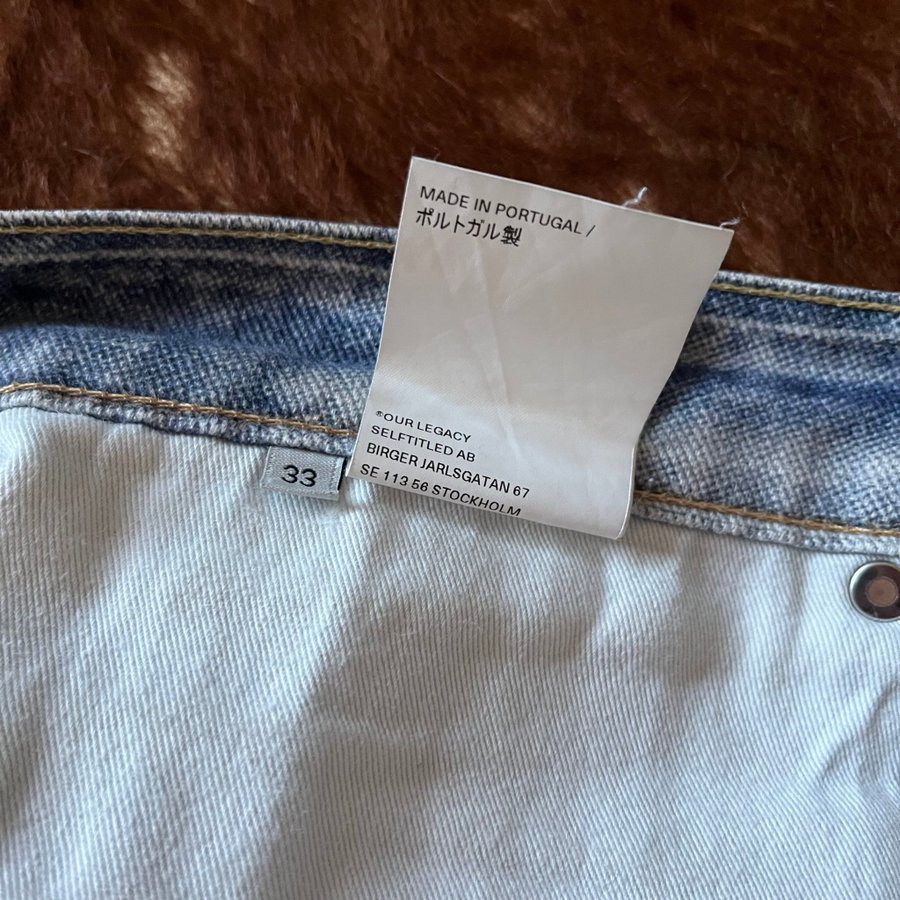 MADE IN PORTUGAL /
ポルトガル製
®OUR LEGACY
SELFTITLED AB
BIRGER JARLSGATAN 67
SE 113 56 STOCKHOLM
33